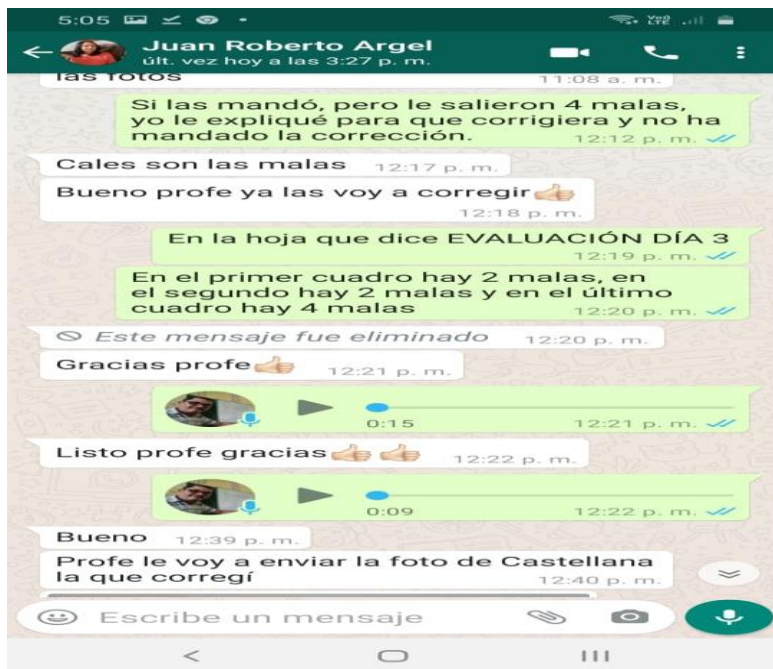 5:05
Juan Roberto Argel
últ. vez hoy a las 3:27 p. m.
las fotos
11:08 a. m.
Si las mandó, pero le salieron 4 malas,
yo le expliqué para que corrigiera y no ha
mandado la corrección.
12:12 p. m.
Cales son las malas
12:17 p. m.
Bueno profe ya las voy a corregir👍🏻
12:18 p. m.
En la hoja que dice EVALUACIÓN DÍA 3
12:19 p. m.
En el primer cuadro hay 2 malas, en
el segundo hay 2 malas y en el último
cuadro hay 4 malas
12:20 p. m.
Este mensaje fue eliminado
12:20 p. m.
Gracias profe👍🏻
12:21 p. m.
0:15
12:21 p. m.
Listo profe gracias👍🏻👍🏻
12:22 p. m.
0:09
12:22 p. m.
Bueno
12:39 p. m.
Profe le voy a enviar la foto de Castellana
la que corregí
12:40 p. m.
Escribe un mensaje